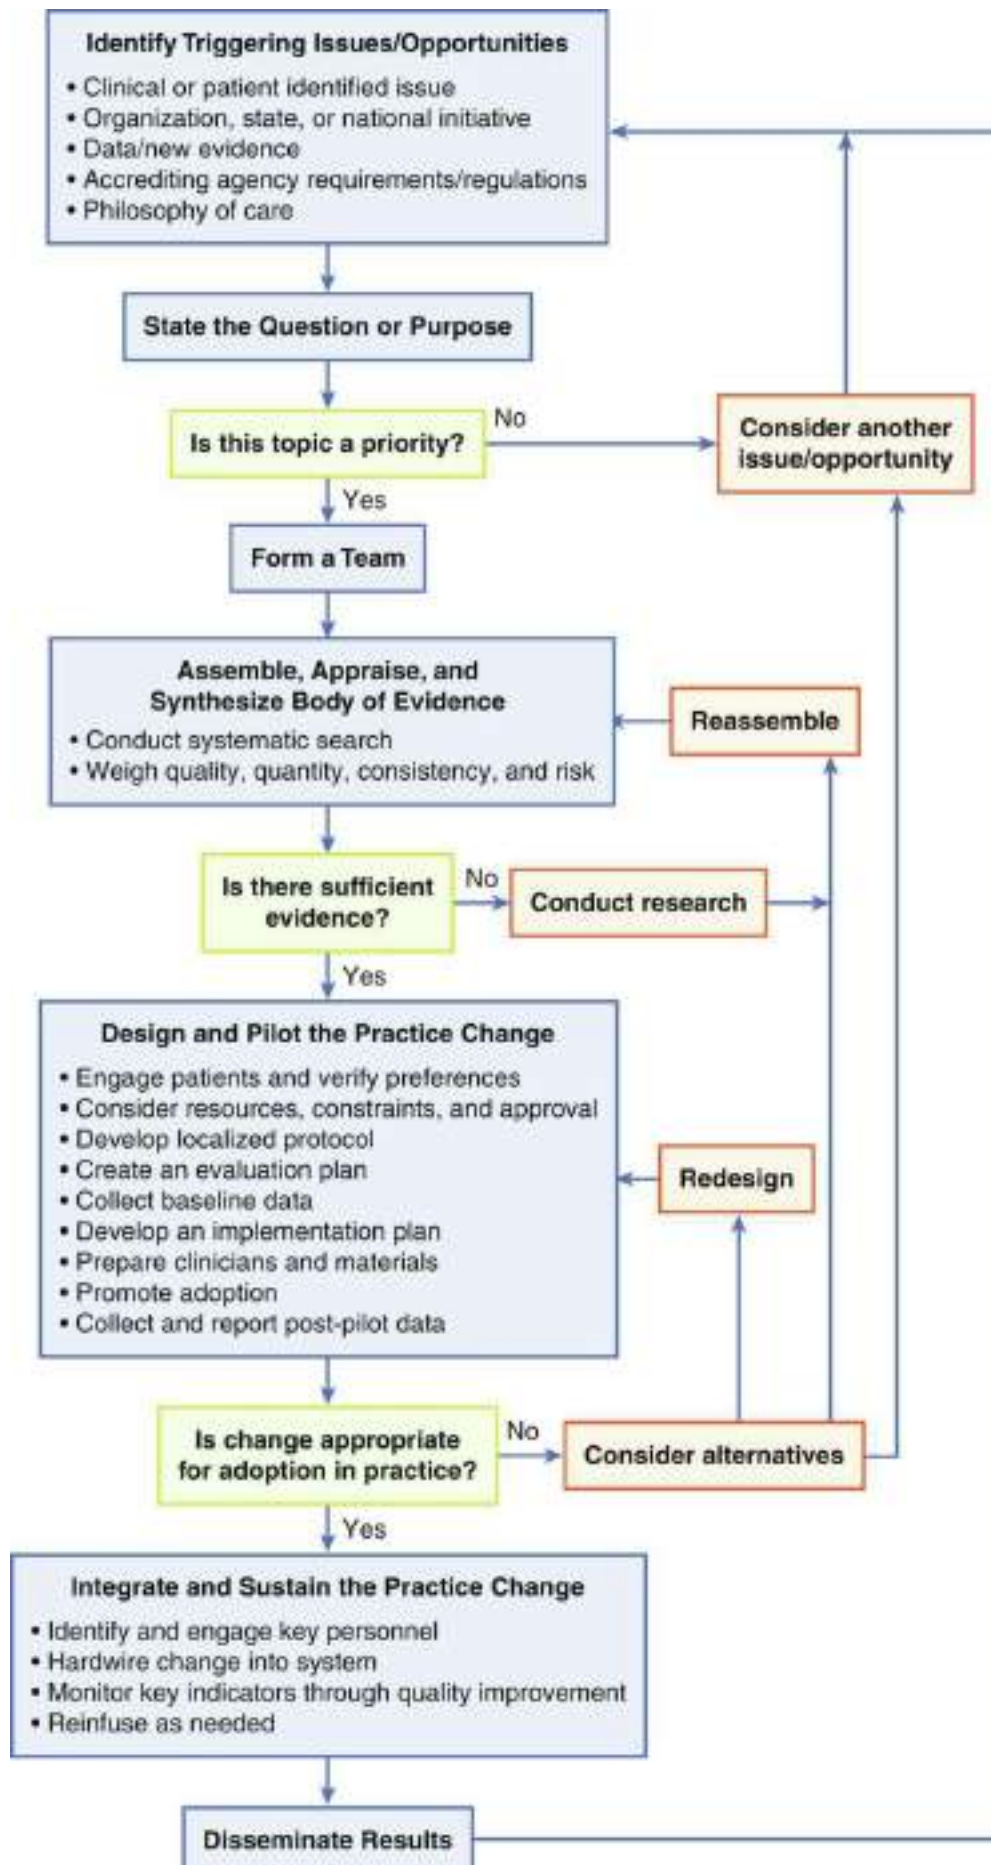 Identify Triggering Issues/Opportunities
• Clinical or patient identified issue
• Organization, state, or national initiative
• Data/new evidence
• Accrediting agency requirements/regulations
• Philosophy of care
State the Question or Purpose
Is this topic a priority?
No
Consider another
issue/opportunity
Yes
Form a Team
Assemble, Appraise, and
Synthesize Body of Evidence
• Conduct systematic search
• Weigh quality, quantity, consistency, and risk
Reassemble
Is there sufficient
evidence?
No
Conduct research
Yes
Design and Pilot the Practice Change
• Engage patients and verify preferences
• Consider resources, constraints, and approval
• Develop localized protocol
• Create an evaluation plan
• Collect baseline data
• Develop an implementation plan
• Prepare clinicians and materials
• Promote adoption
• Collect and report post-pilot data
Redesign
Is change appropriate
for adoption in practice?
No
Consider alternatives
Yes
Integrate and Sustain the Practice Change
• Identify and engage key personnel
• Hardwire change into system
• Monitor key indicators through quality improvement
• Reinfuse as needed
Disseminate Results